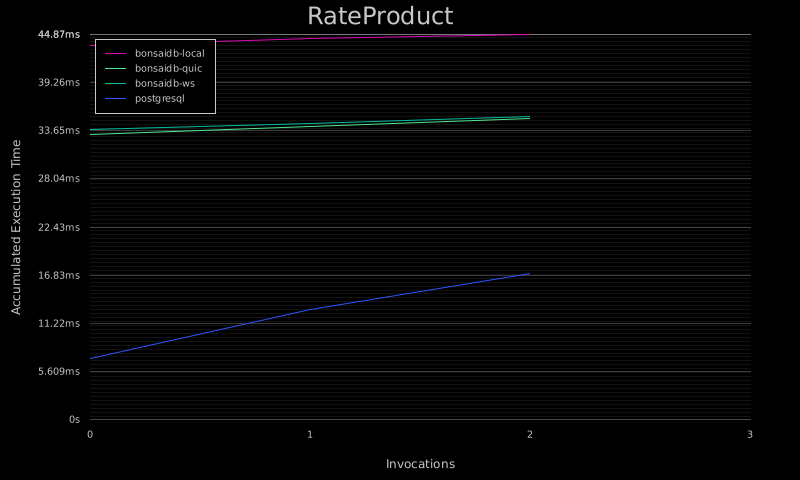 RateProduct
44.87ms
bonsaidb-local
bonsaidb-quic
bonsaidb-ws
postgresql
39.26ms
33.65ms
28.04ms
22.43ms
16.83ms
11.22ms
5.609ms
0s
Accumulated Execution Time
0 1 2 3
Invocations